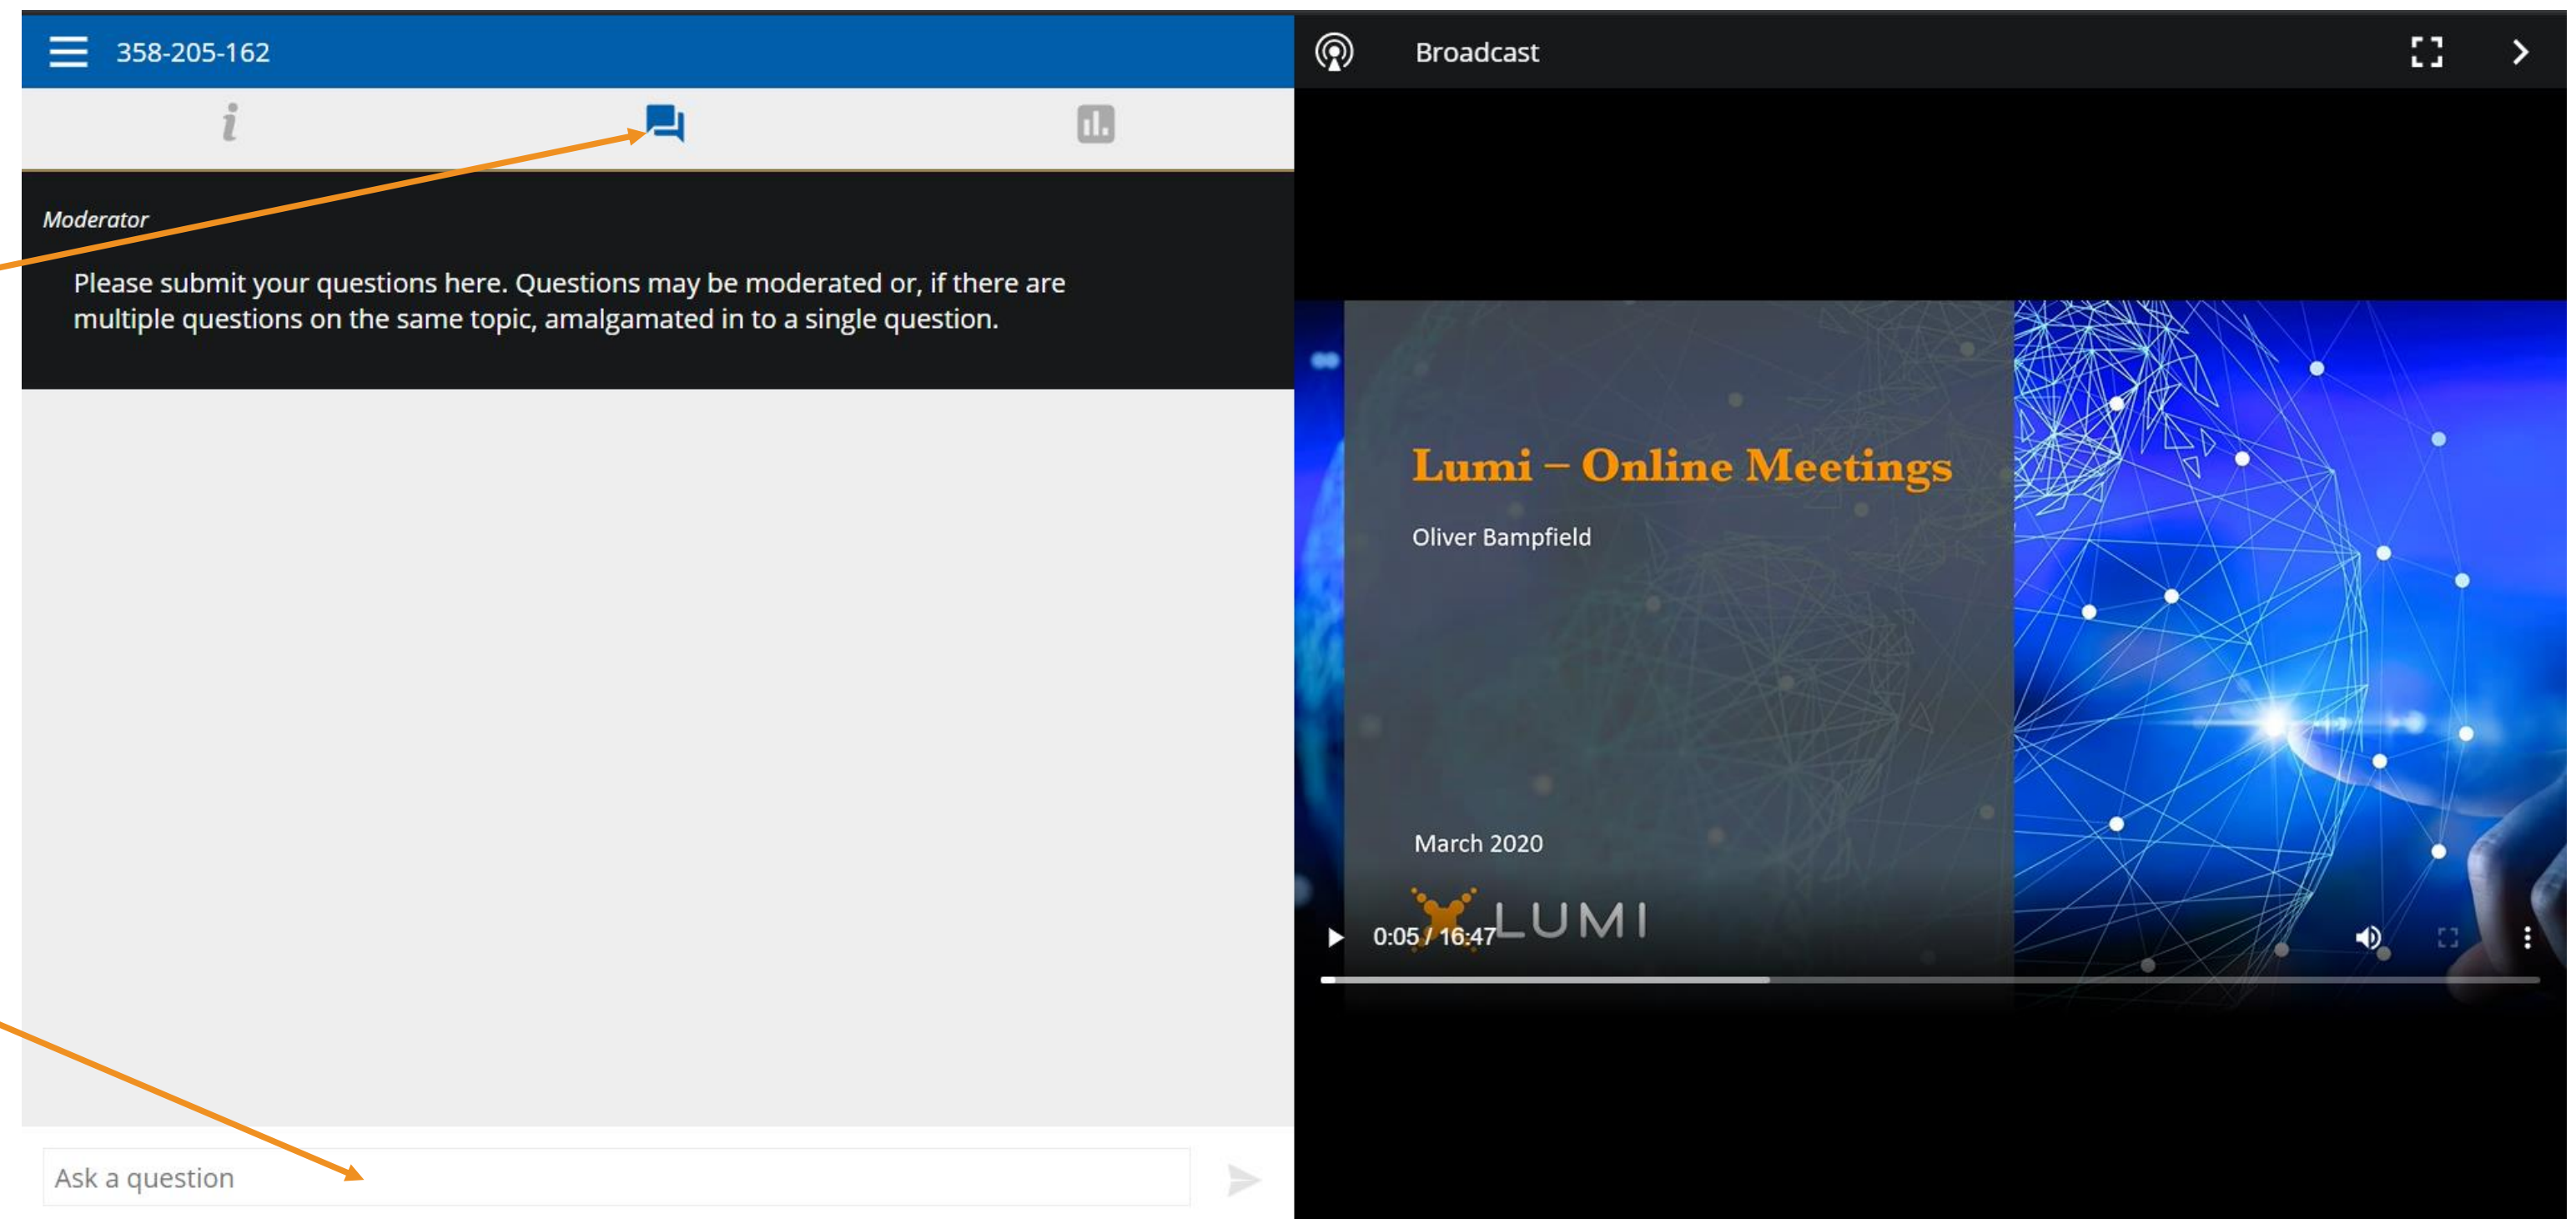 358-205-162
Moderator
Please submit your questions here. Questions may be moderated or, if there are
multiple questions on the same topic, amalgamated in to a single question.
Ask a question
Broadcast
Lumi – Online Meetings
Oliver Bampfield
March 2020
LUMI
0:05 / 16:47